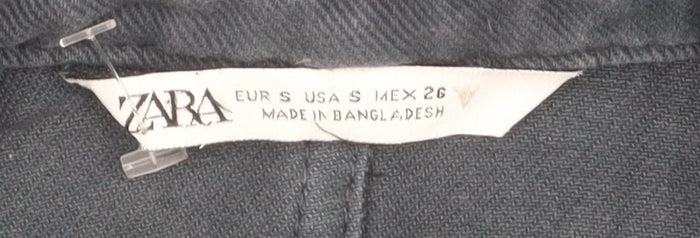 ZARA
EUR S USA S MEX 26
MADE IN BANGLADESH